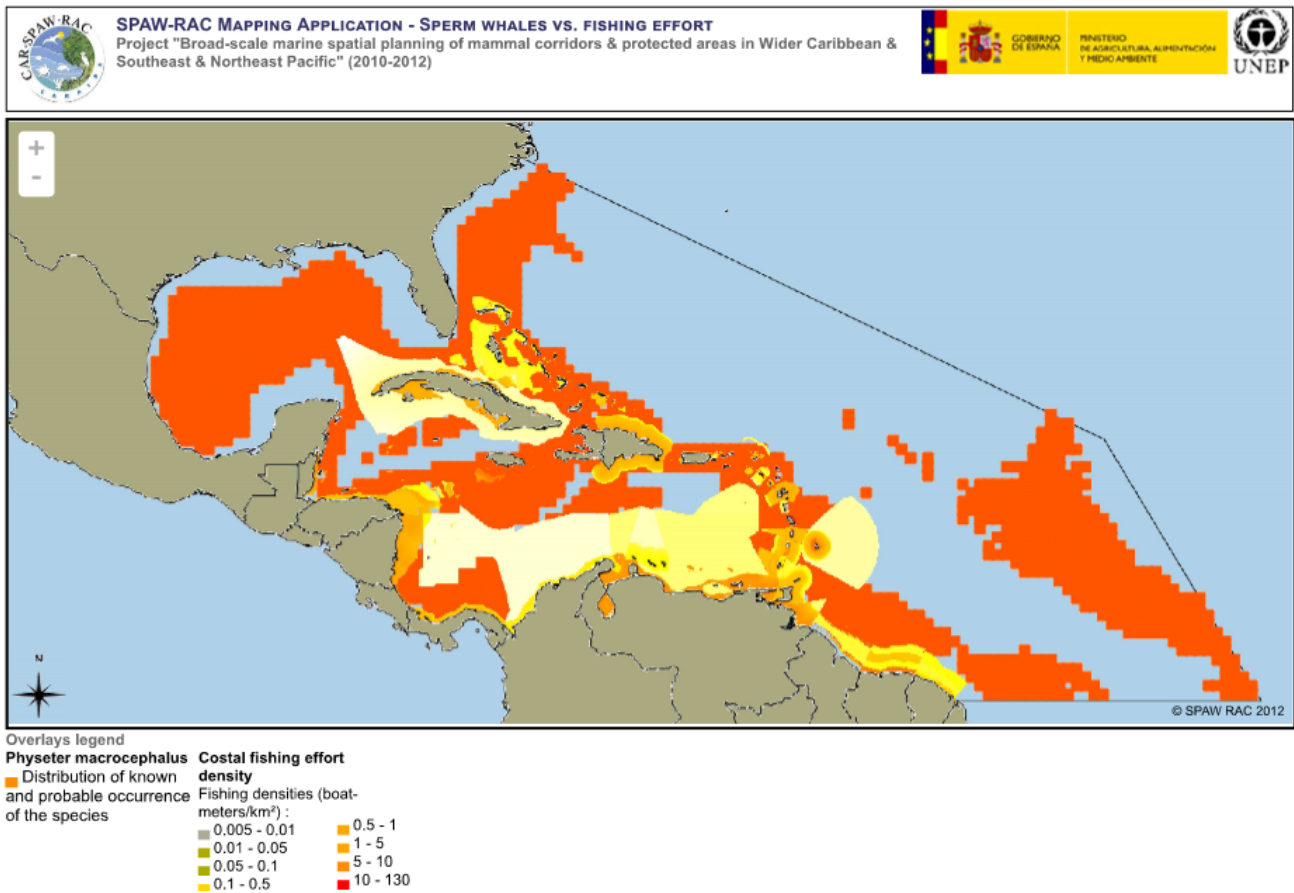 SPAW-RAC MAPPING APPLICATION - SPERM WHALES VS. FISHING EFFORT
Project "Broad-scale marine spatial planning of mammal corridors & protected areas in Wider Caribbean &
Southeast & Northeast Pacific" (2010-2012)
CAR-SPAW-RAC
GOBIERNO
DE ESPAÑA
MINISTERIO
DE AGRICULTURA, ALIMENTACIÓN
Y MEDIO AMBIENTE
UNEP
+
-
N
© SPAW RAC 2012
Overlays legend
Physeter macrocephalus
Distribution of known
and probable occurrence
of the species
Costal fishing effort
density
Fishing densities (boat-
meters/km²) :
0.005 - 0.01
0.01 - 0.05
0.05 - 0.1
0.1 - 0.5
0.5 - 1
1 - 5
5 - 10
10 - 130